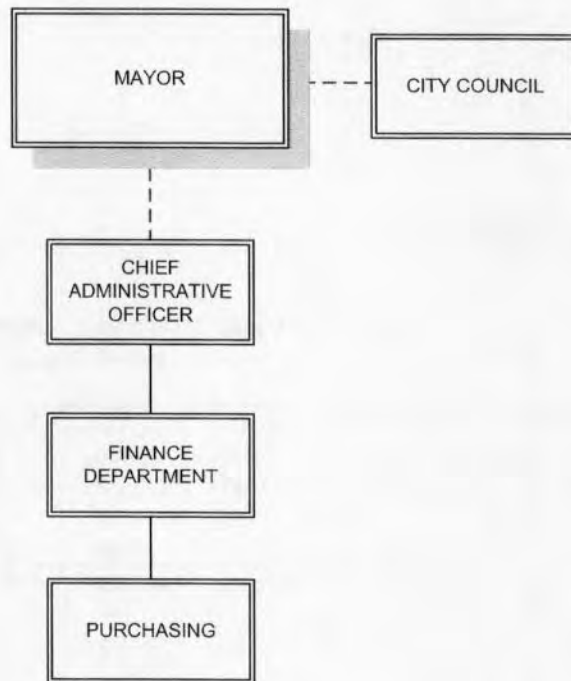 MAYOR
CITY COUNCIL
CHIEF
ADMINISTRATIVE
OFFICER
FINANCE
DEPARTMENT
PURCHASING